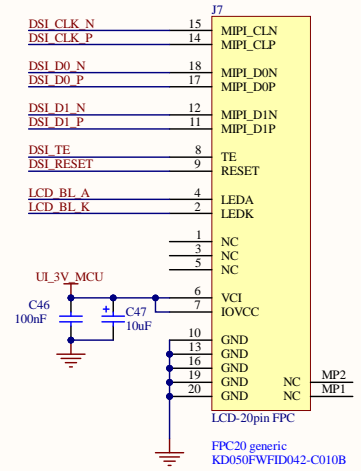 J7
DSI_CLK_N 15 MIPI_CLN
DSI_CLK_P 14 MIPI_CLP
DSI_D0_N 18 MIPI_D0N
DSI_D0_P 17 MIPI_D0P
DSI_D1_N 12 MIPI_D1N
DSI_D1_P 11 MIPI_D1P
DSI_TE 8 TE
DSI_RESET 9 RESET
LCD_BL_A 4 LEDA
LCD_BL_K 2 LEDK
1 NC
3 NC
5 NC
UI_3V_MCU
6 VCI
7 IOVCC
C46
100nF
+ C47
10uF
10 GND
13 GND
16 GND
19 GND NC MP2
20 GND NC MP1
LCD-20pin FPC
FPC20 generic
KD050FWFID042-C010B